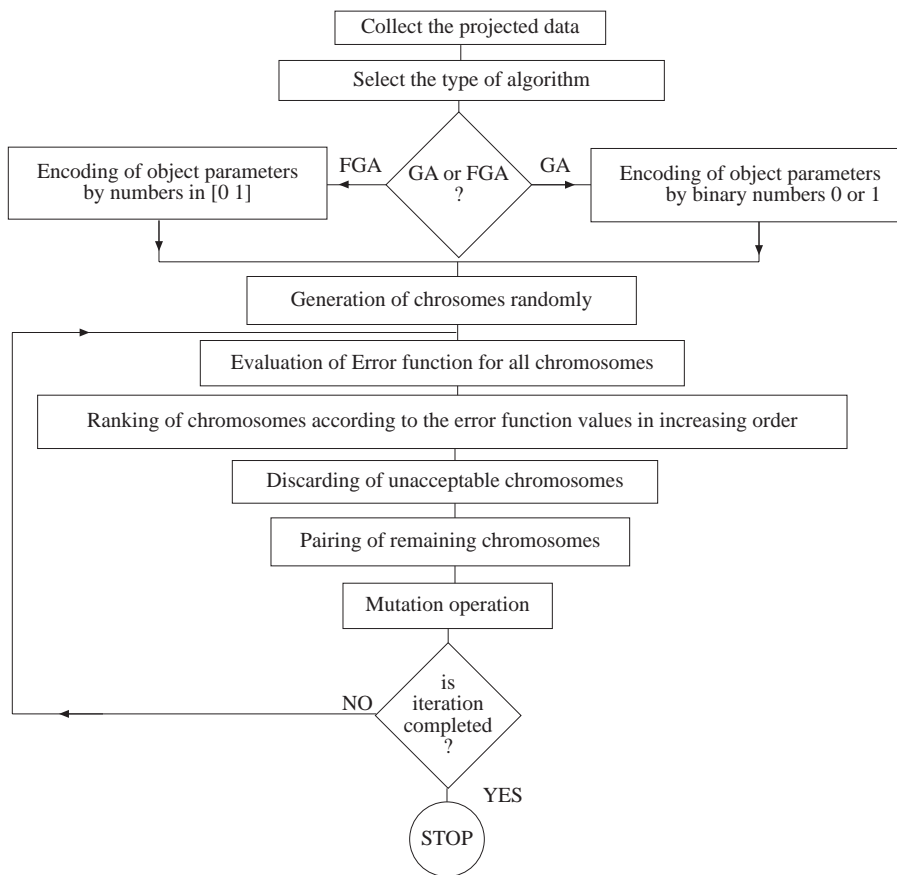 Collect the projected data
Select the type of algorithm
FGA
GA or FGA
?
GA
Encoding of object parameters
by numbers in [0 1]
Encoding of object parameters
by binary numbers 0 or 1
Generation of chrosomes randomly
Evaluation of Error function for all chromosomes
Ranking of chromosomes according to the error function values in increasing order
Discarding of unacceptable chromosomes
Pairing of remaining chromosomes
Mutation operation
is
iteration
completed
?
NO
YES
STOP